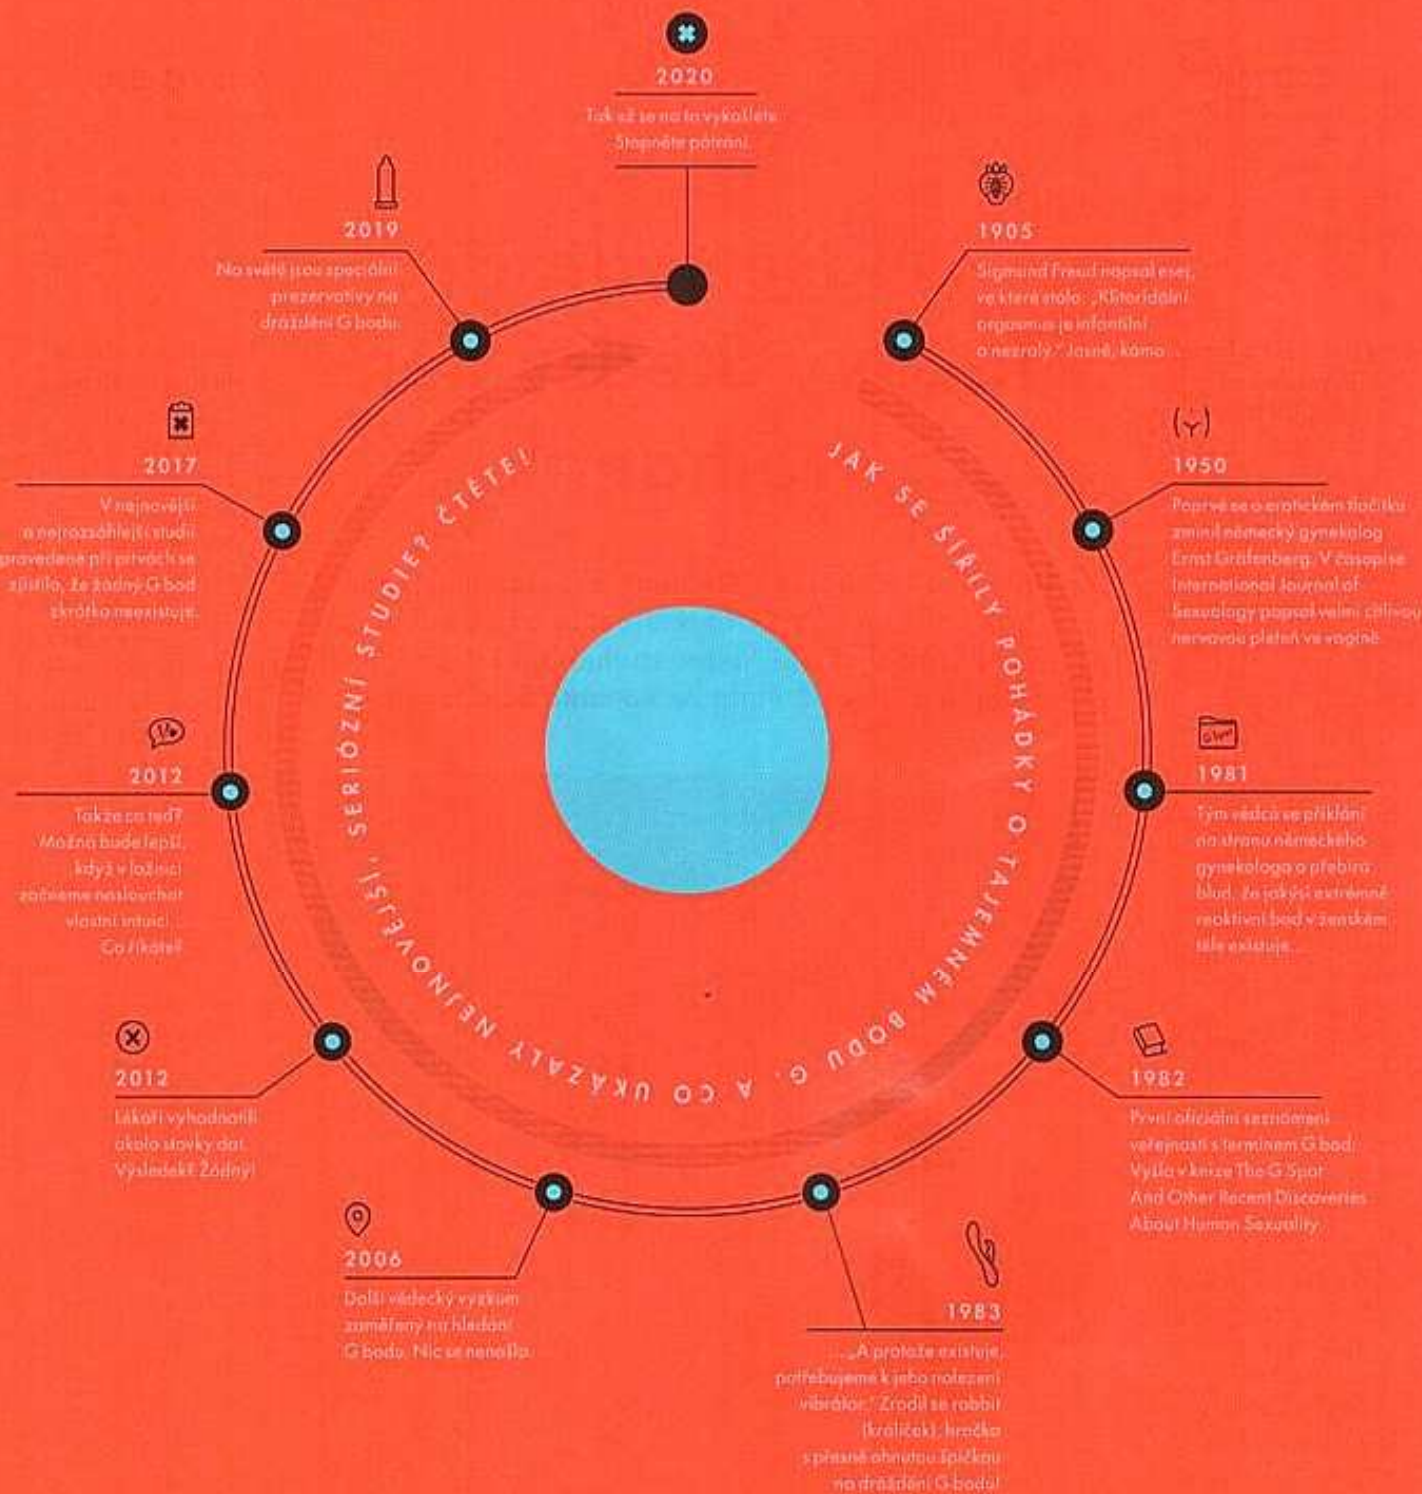 JAK SE ŠÍŘILY POHÁDKY O TAJEMNÉM BODU G. A CO UKÁZALY NEJNOVĚJŠÍ, SERIÓZNÍ STUDIE? ČTĚTE!
1905
Sigmund Freud napsal esej,
ve které stálo: „Klitoridální
orgasmus je infantilní
a nezralý.“ Jasně, kámo...
1950
Poprvé se o erotickém tlačítku
zmínil německý gynekolog
Ernst Gräfenberg. V časopise
International Journal of
Sexuology popsal velmi citlivou
nervovou pleteň ve vagíně.
G Spot
1981
Tým vědců se přiklání
na stranu německého
gynekologa a přebírá
blud, že jakýsi extrémně
reaktivní bod v ženském
těle existuje...
1982
První oficiální seznámení
veřejnosti s termínem G bod.
Vyšlo v knize The G Spot
And Other Recent Discoveries
About Human Sexuality.
1983
...„A protože existuje,
potřebujeme k jeho nalezení
vibrátor.“ Zrodil se rabbit
(králíček), hračka
s přesně ohnutou špičkou
na dráždění G bodu!
2006
Další vědecký výzkum
zaměřený na hledání
G bodu. Nic se nenašlo.
2012
Lékaři vyhodnotili
okolo stovky dat.
Výsledek? Žádný!
2012
Takže co teď?
Možná bude lepší,
když v ložnici
začneme naslouchat
vlastní intuici...
Co říkáte?
2017
V nejnovější
a nejrozsáhlejší studii
provedené při pitvách se
zjistilo, že žádný G bod
zkrátka neexistuje.
2019
Na světě jsou speciální
prezervativy na
dráždění G bodu.
2020
Tak už se na to vykašlete.
Stopněte pátrání.